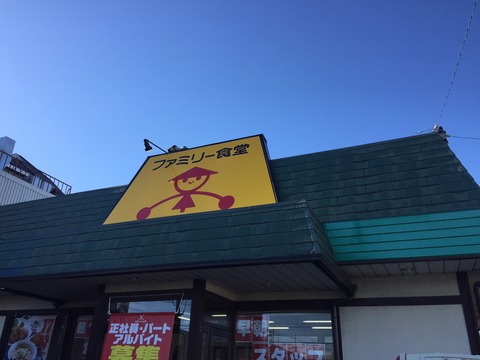 ファミリー食堂
正社員・パート
アルバイト
募集
早朝
スタッフ